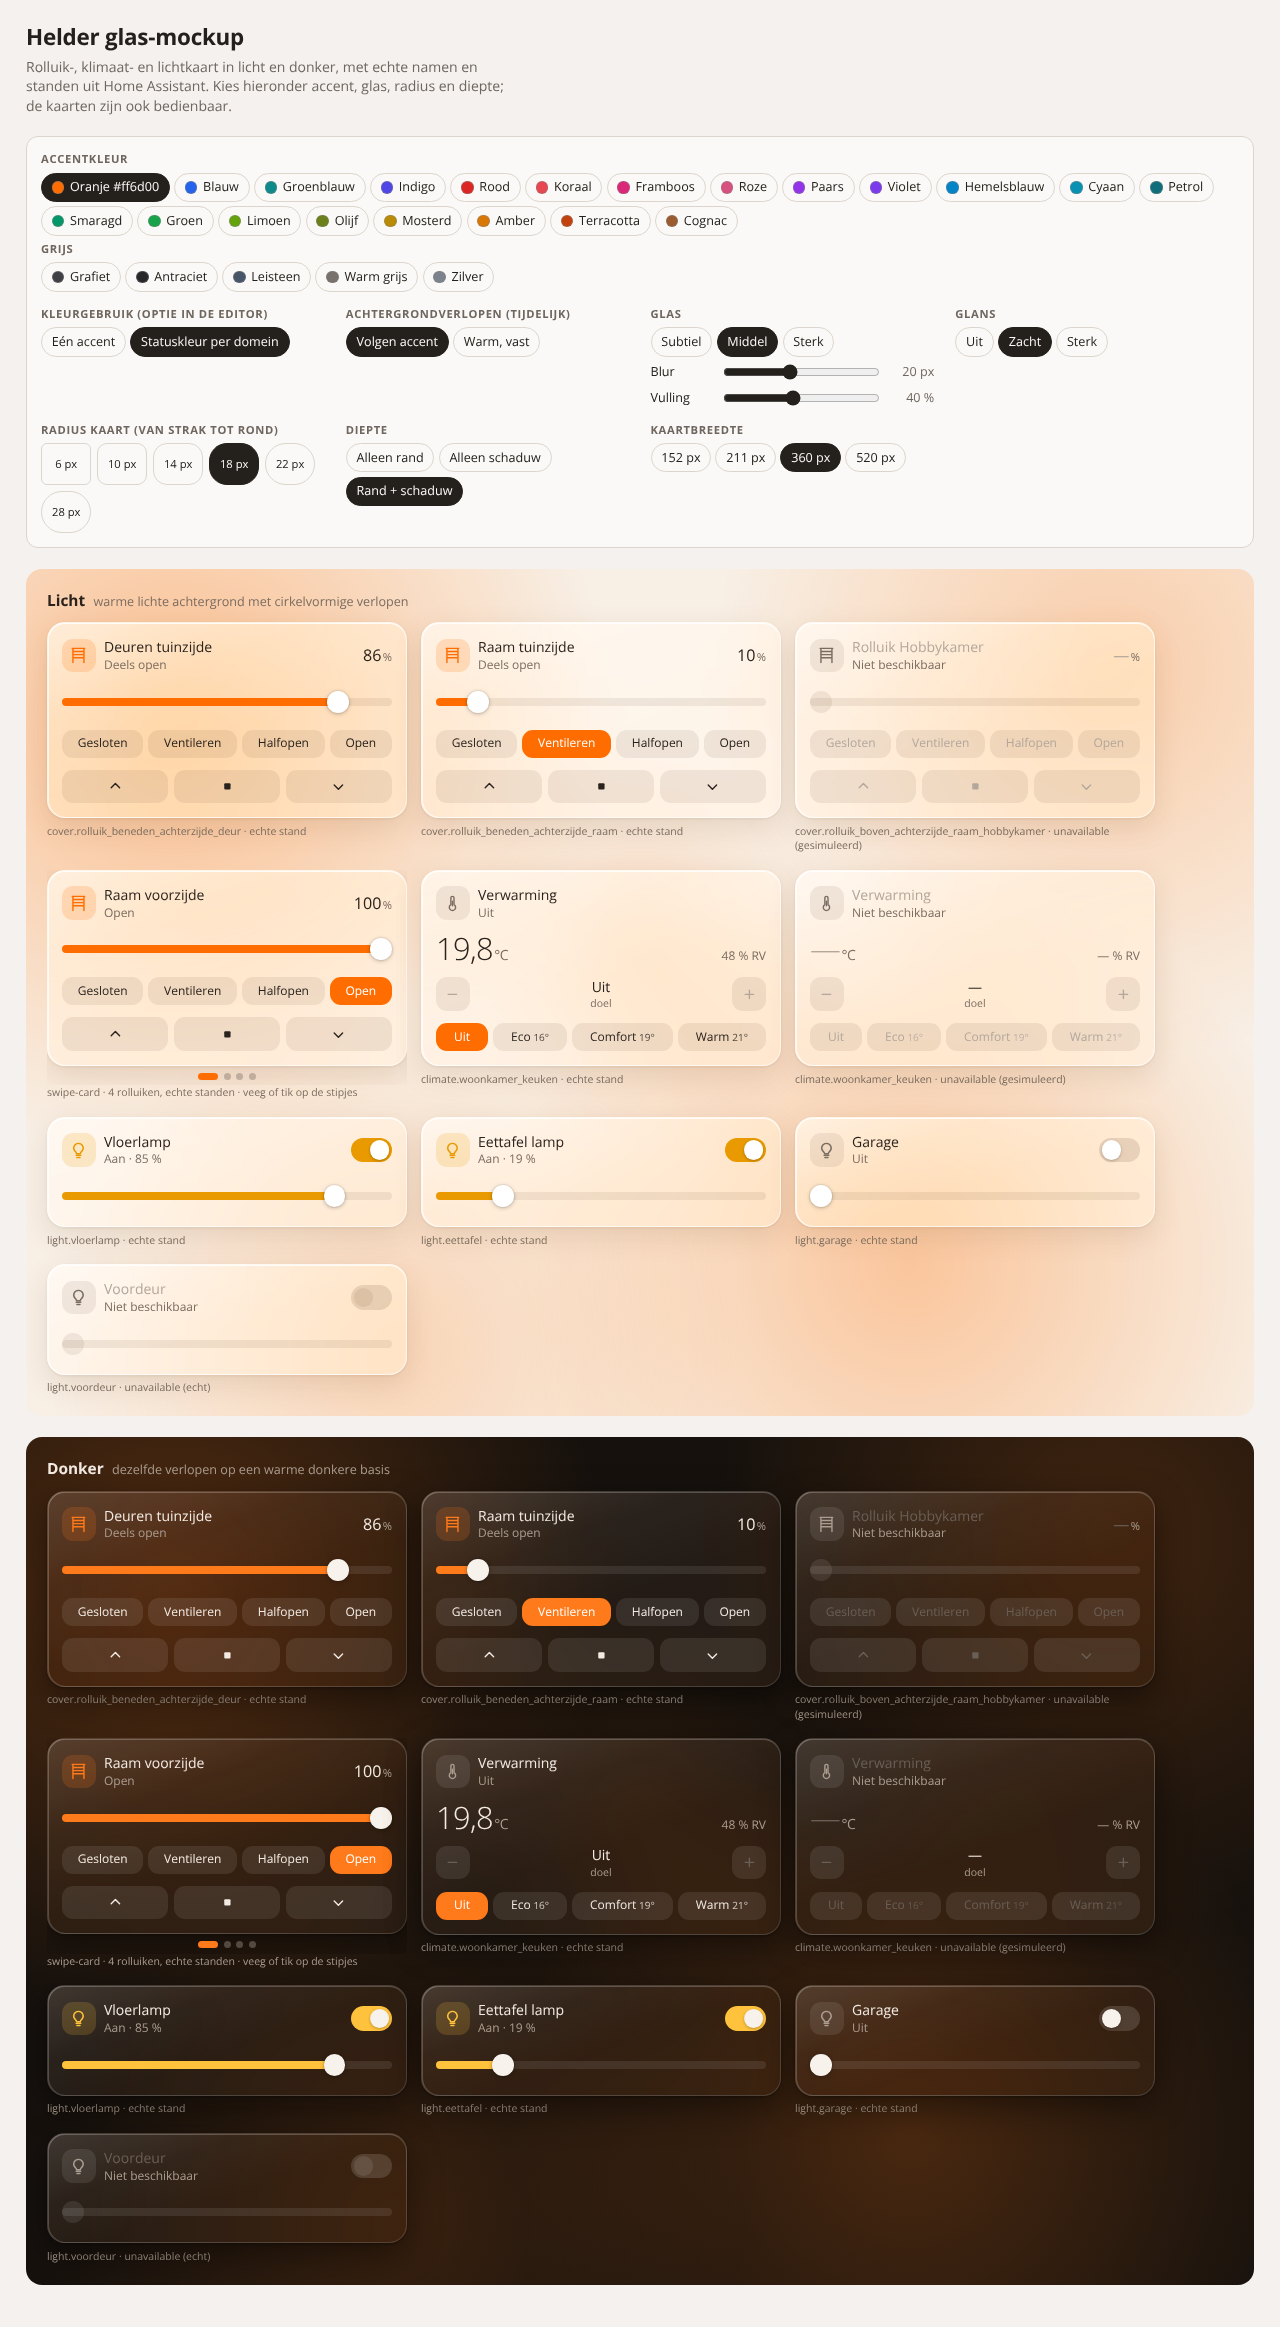 Helder glas-mockup
Rolluik-, klimaat- en lichtkaart in licht en donker, met echte namen en
standen uit Home Assistant. Kies hieronder accent, glas, radius en diepte;
de kaarten zijn ook bedienbaar.
ACCENTKLEUR
Oranje #ff6d00 Blauw Groenblauw Indigo Rood Koraal Framboos Roze Paars Violet Hemelsblauw Cyaan Petrol
Smaragd Groen Limoen Olijf Mosterd Amber Terracotta Cognac
GRIJS
Grafiet Antraciet Leisteen Warm grijs Zilver
KLEURGEBRUIK (OPTIE IN DE EDITOR) ACHTERGRONDVERLOPEN (TIJDELIJK) GLAS GLANS
Eén accent Statuskleur per domein Volgen accent Warm, vast Subtiel Middel Sterk Uit Zacht Sterk
Blur 20 px
Vulling 40 %
RADIUS KAART (VAN STRAK TOT ROND) DIEPTE KAARTBREEDTE
6 px 10 px 14 px 18 px 22 px Alleen rand Alleen schaduw 152 px 211 px 360 px 520 px
28 px Rand + schaduw
Licht warme lichte achtergrond met cirkelvormige verlopen
Deuren tuinzijde 86% Raam tuinzijde 10% Rolluik Hobbykamer —%
Deels open Deels open Niet beschikbaar
Gesloten Ventileren Halfopen Open Gesloten Ventileren Halfopen Open Gesloten Ventileren Halfopen Open
cover.rolluik_beneden_achterzijde_deur · echte stand cover.rolluik_beneden_achterzijde_raam · echte stand cover.rolluik_boven_achterzijde_raam_hobbykamer · unavailable
(gesimuleerd)
Raam voorzijde 100% Verwarming Verwarming
Open Uit Niet beschikbaar
19,8°C 48 % RV —°C — % RV
Gesloten Ventileren Halfopen Open − Uit + − — +
doel doel
Uit Eco 16° Comfort 19° Warm 21° Uit Eco 16° Comfort 19° Warm 21°
climate.woonkamer_keuken · echte stand climate.woonkamer_keuken · unavailable (gesimuleerd)
swipe-card · 4 rolluiken, echte standen · veeg of tik op de stipjes
Vloerlamp Eettafel lamp Garage
Aan · 85 % Aan · 19 % Uit
light.vloerlamp · echte stand light.eettafel · echte stand light.garage · echte stand
Voordeur
Niet beschikbaar
light.voordeur · unavailable (echt)
Donker dezelfde verlopen op een warme donkere basis
Deuren tuinzijde 86% Raam tuinzijde 10% Rolluik Hobbykamer —%
Deels open Deels open Niet beschikbaar
Gesloten Ventileren Halfopen Open Gesloten Ventileren Halfopen Open Gesloten Ventileren Halfopen Open
cover.rolluik_beneden_achterzijde_deur · echte stand cover.rolluik_beneden_achterzijde_raam · echte stand cover.rolluik_boven_achterzijde_raam_hobbykamer · unavailable
(gesimuleerd)
Raam voorzijde 100% Verwarming Verwarming
Open Uit Niet beschikbaar
19,8°C 48 % RV —°C — % RV
Gesloten Ventileren Halfopen Open − Uit + − — +
doel doel
Uit Eco 16° Comfort 19° Warm 21° Uit Eco 16° Comfort 19° Warm 21°
climate.woonkamer_keuken · echte stand climate.woonkamer_keuken · unavailable (gesimuleerd)
swipe-card · 4 rolluiken, echte standen · veeg of tik op de stipjes
Vloerlamp Eettafel lamp Garage
Aan · 85 % Aan · 19 % Uit
light.vloerlamp · echte stand light.eettafel · echte stand light.garage · echte stand
Voordeur
Niet beschikbaar
light.voordeur · unavailable (echt)